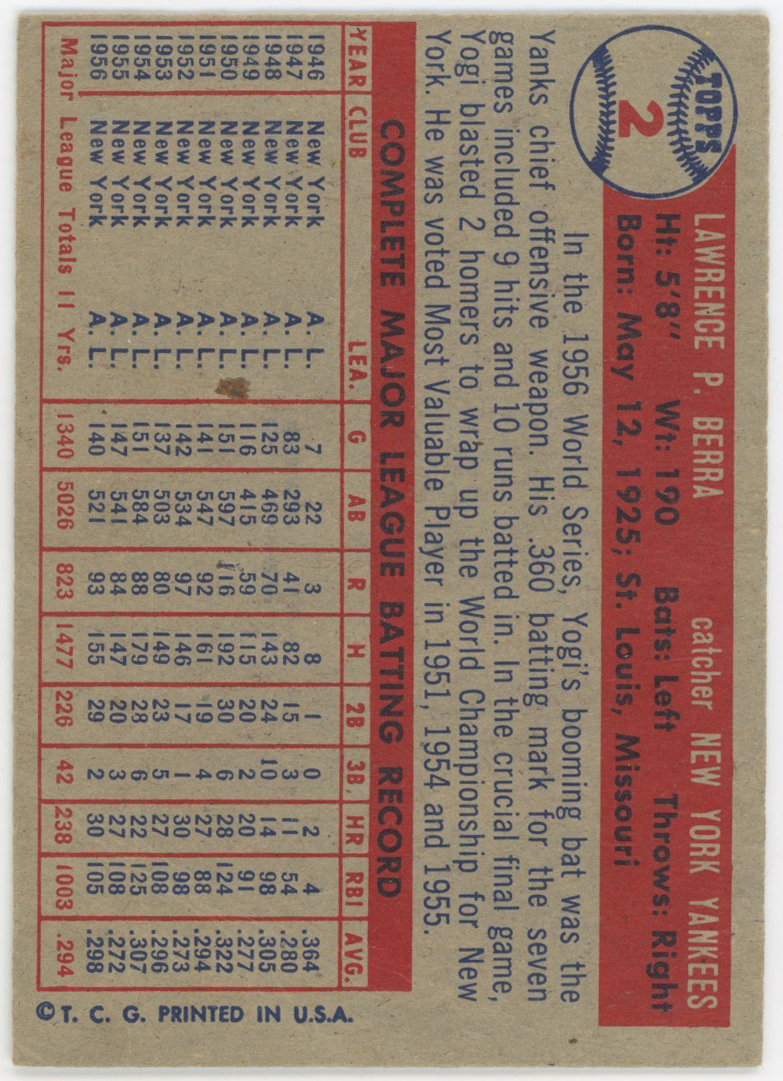 TOPPS
2
LAWRENCE P. BERRA catcher NEW YORK YANKEES
Ht: 5'8" Wt: 190 Bats: Left Throws: Right
Born: May 12, 1925; St. Louis, Missouri
In the 1956 World Series, Yogi's booming bat was the
Yanks chief offensive weapon. His .360 batting mark for the seven
games included 9 hits and 10 runs batted in. In the crucial final game,
Yogi blasted 2 homers to wrap up the World Championship for New
York. He was voted Most Valuable Player in 1951, 1954 and 1955.
COMPLETE MAJOR LEAGUE BATTING RECORD
YEAR CLUB LEA. G AB R H 2B 3B. HR RBI AVG.
1946 New York A. L. 7 22 3 8 1 0 2 4 .364
1947 New York A. L. 83 293 41 82 15 3 11 54 .280
1948 New York A. L. 125 469 70 143 24 10 14 98 .305
1949 New York A. L. 116 415 59 115 20 2 20 91 .277
1950 New York A. L. 151 597 116 192 30 6 28 124 .322
1951 New York A. L. 141 547 92 161 19 4 27 88 .294
1952 New York A. L. 142 534 97 146 17 1 30 98 .273
1953 New York A. L. 137 503 80 149 23 5 27 108 .296
1954 New York A. L. 151 584 88 179 28 6 22 125 .307
1955 New York A. L. 147 541 84 147 20 3 27 108 .272
1956 New York A. L. 140 521 93 155 29 2 30 105 .298
Major League Totals 11 Yrs. 1340 5026 823 1477 226 42 238 1003 .294
© T. C. G. PRINTED IN U.S.A.